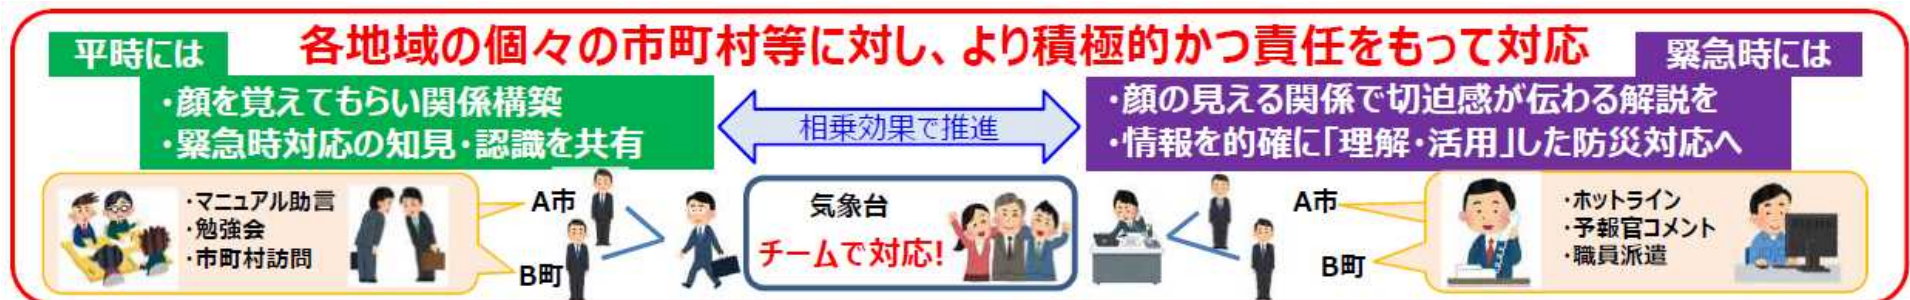 各地域の個々の市町村等に対し、より積極的かつ責任をもって対応
平時には
・顔を覚えてもらい関係構築
・緊急時対応の知見・認識を共有
相乗効果で推進
緊急時には
・顔の見える関係で切迫感が伝わる解説を
・情報を的確に「理解・活用」した防災対応へ
・マニュアル助言
・勉強会
・市町村訪問
A市
B町
気象台
チームで対応!
A市
B町
・ホットライン
・予報官コメント
・職員派遣